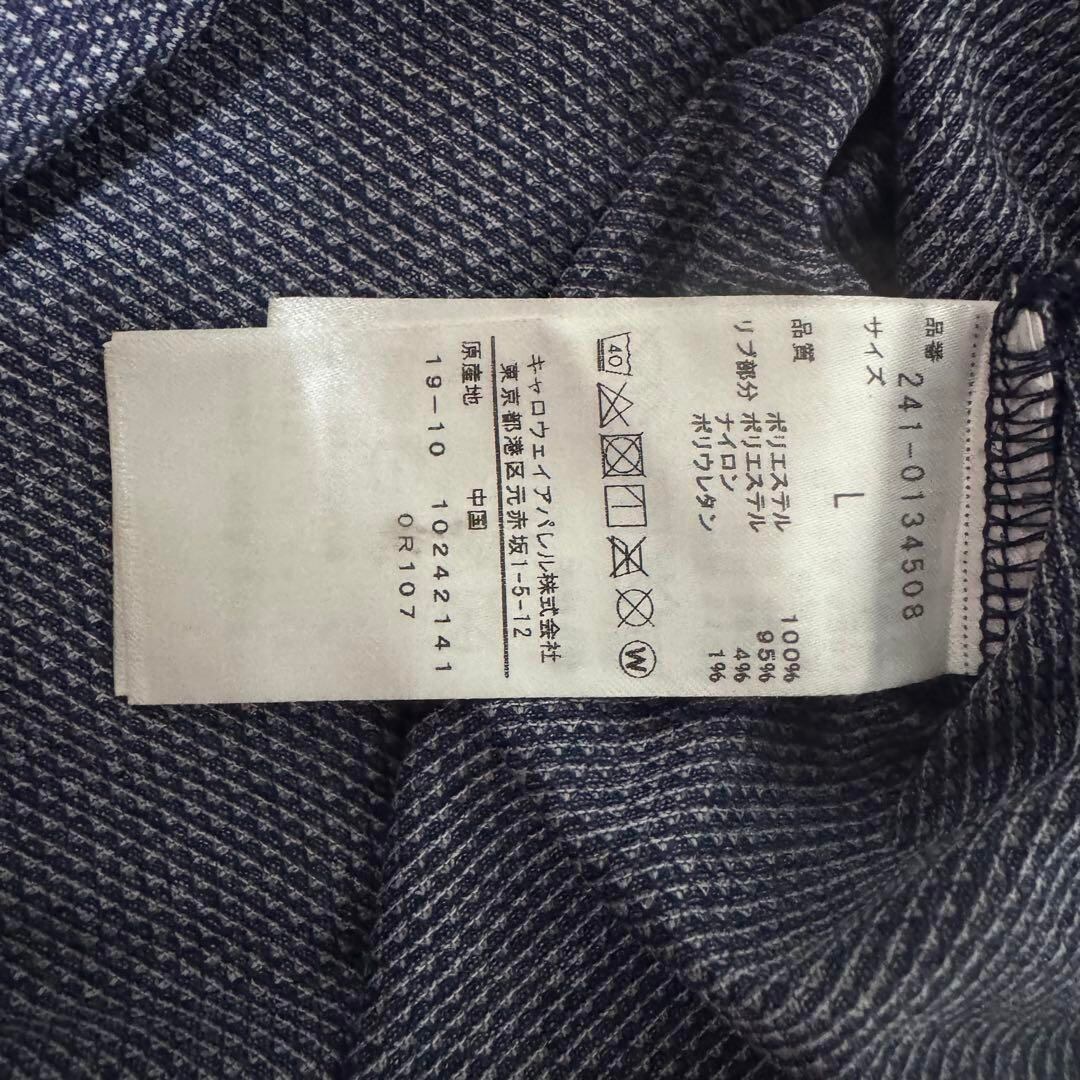 品番 241-0134508
サイズ L
品質 ポリエステル 100%
リブ部分 ポリエステル 95%
ナイロン 4%
ポリウレタン 1%
40
W
キャロウェイアパレル株式会社
東京都港区元赤坂1-5-12
原産地 中国
19-10 10242141
0R107